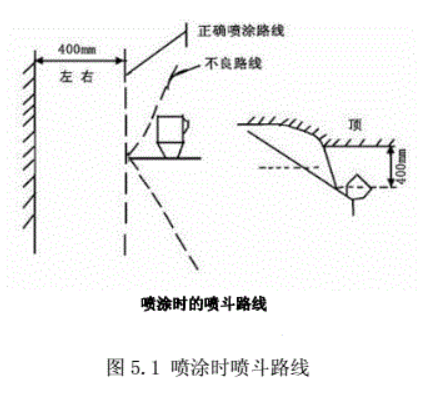 正确喷涂路线
400mm
左 右
不良路线
顶
400mm
喷涂时的喷斗路线
图 5.1 喷涂时喷斗路线